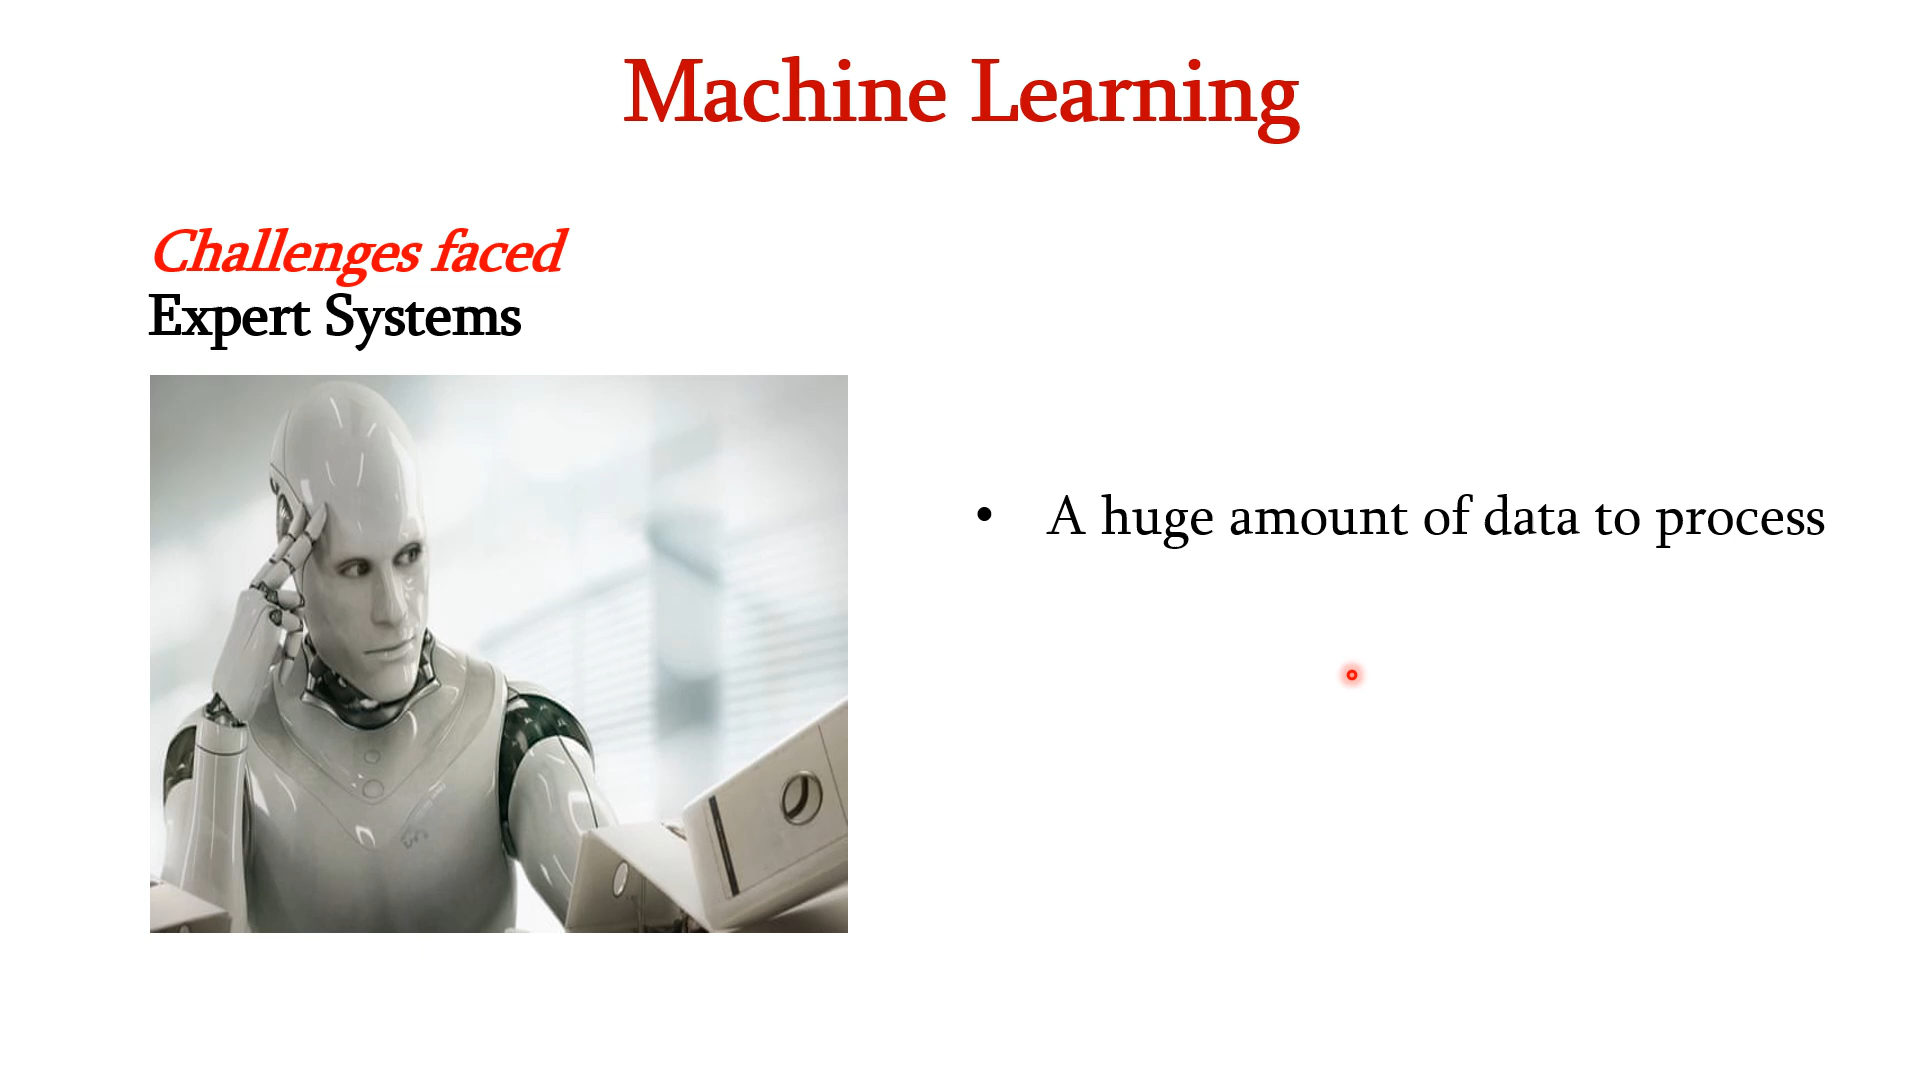 Machine Learning
Challenges faced
Expert Systems
• A huge amount of data to process